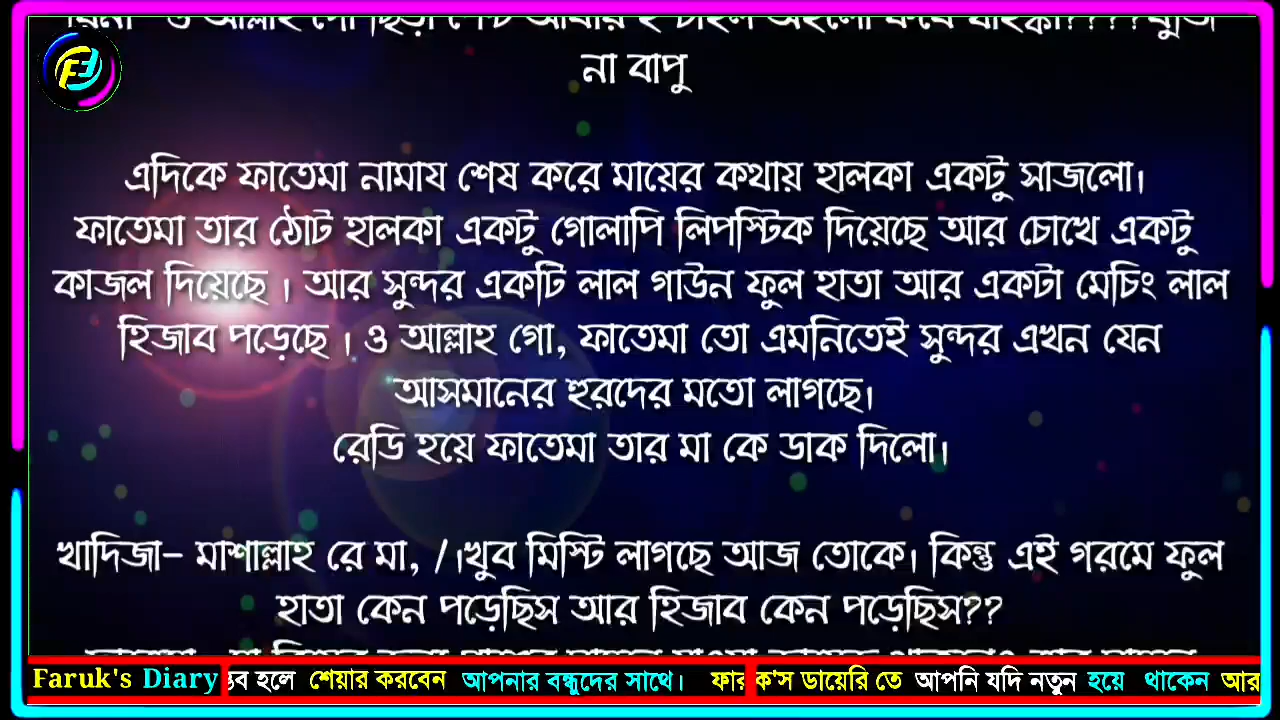 না বাপু
এদিকে ফাতেমা নামায শেষ করে মায়ের কথায় হালকা একটু সাজলো।
ফাতেমা তার ঠোট হালকা একটু গোলাপি লিপস্টিক দিয়েছে আর চোখে একটু
কাজল দিয়েছে । আর সুন্দর একটি লাল গাউন ফুল হাতা আর একটা মেচিং লাল
হিজাব পড়েছে । ও আল্লাহ গো, ফাতেমা তো এমনিতেই সুন্দর এখন যেন
আসমানের হুরদের মতো লাগছে।
রেডি হয়ে ফাতেমা তার মা কে ডাক দিলো।
খাদিজা- মাশাল্লাহ রে মা, /।খুব মিস্টি লাগছে আজ তোকে। কিন্তু এই গরমে ফুল
হাতা কেন পড়েছিস আর হিজাব কেন পড়েছিস??
Faruk's Diary হলে শেয়ার করবেন আপনার বন্ধুদের সাথে। ফারুক'স ডায়েরি তে আপনি যদি নতুন হয়ে থাকেন আর